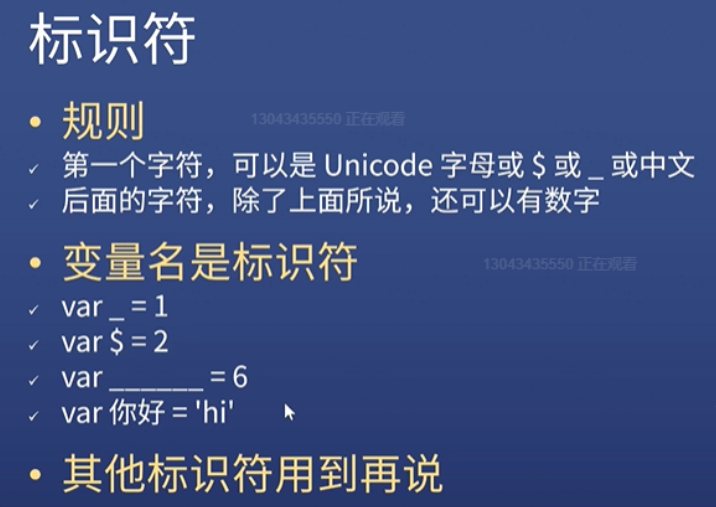 标识符
• 规则
13043435550 正在观看
✓ 第一个字符，可以是 Unicode 字母或 $ 或 _ 或中文
✓ 后面的字符，除了上面所说，还可以有数字
• 变量名是标识符
13043435550 正在观看
✓ var _ = 1
✓ var $ = 2
✓ var ______ = 6
✓ var 你好 = 'hi'
• 其他标识符用到再说